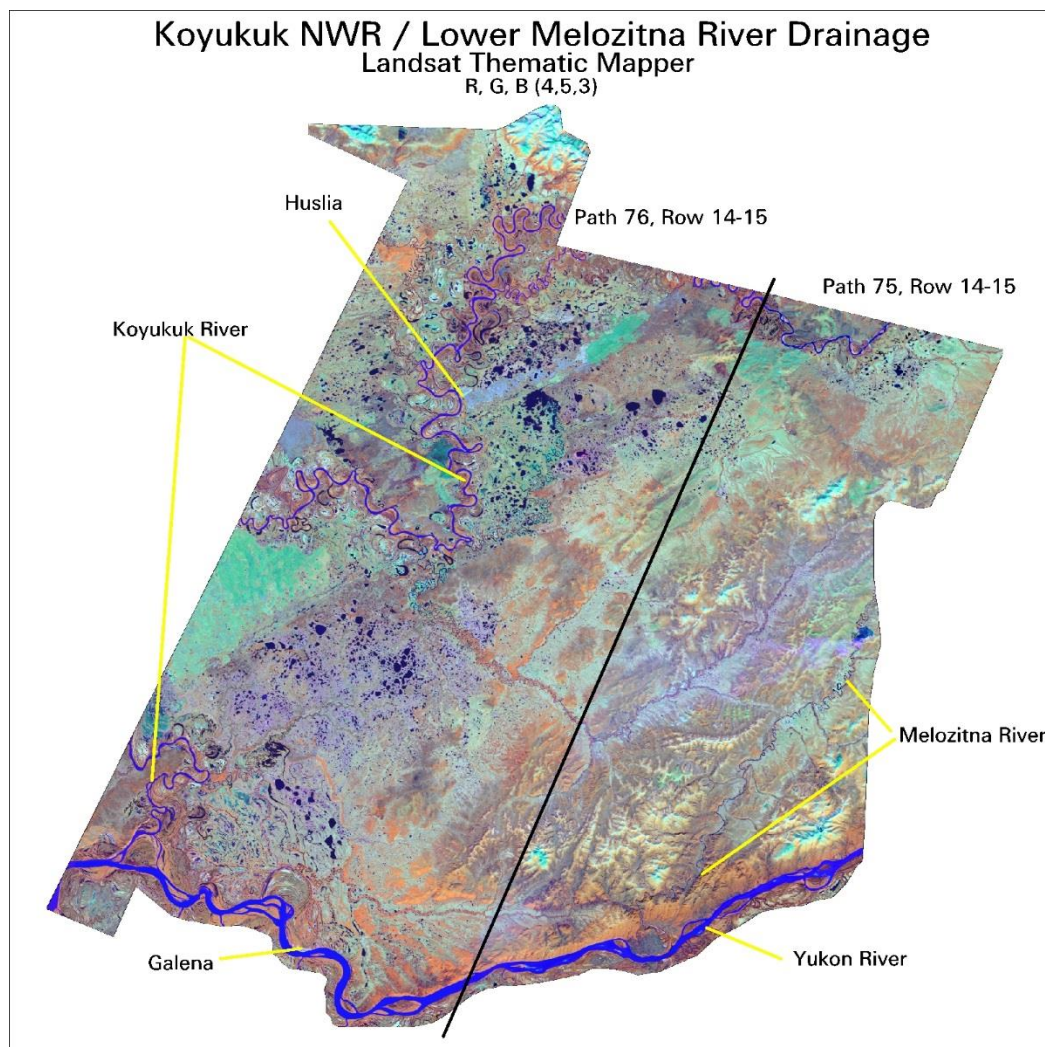 Koyukuk NWR / Lower Melozitna River Drainage
Landsat Thematic Mapper
R, G, B (4,5,3)
Huslia
Path 76, Row 14-15
Path 75, Row 14-15
Koyukuk River
Melozitna River
Galena
Yukon River